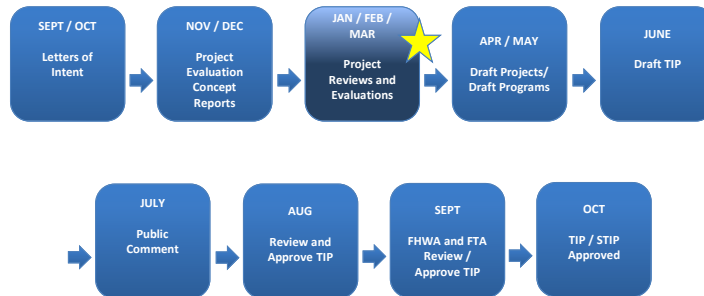 SEPT / OCT
Letters of
Intent
NOV / DEC
Project
Evaluation
Concept
Reports
JAN / FEB /
MAR
Project
Reviews and
Evaluations
APR / MAY
Draft Projects/
Draft Programs
JUNE
Draft TIP
JULY
Public
Comment
AUG
Review and
Approve TIP
SEPT
FHWA and FTA
Review /
Approve TIP
OCT
TIP / STIP
Approved